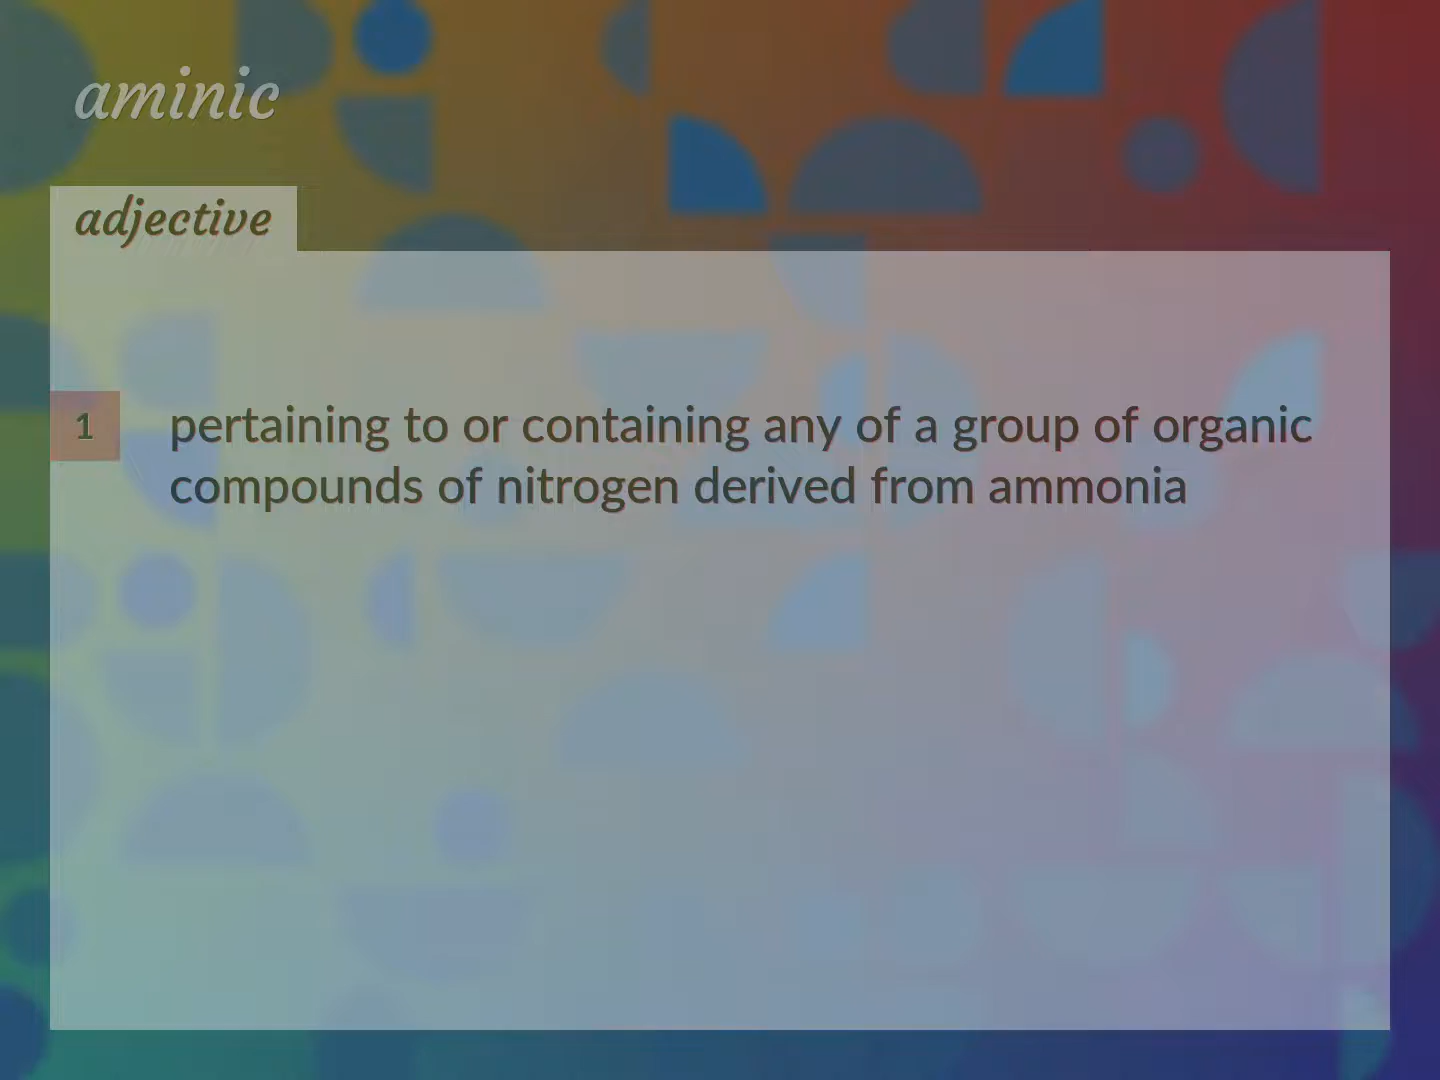 aminic
adjective
1 pertaining to or containing any of a group of organic
compounds of nitrogen derived from ammonia